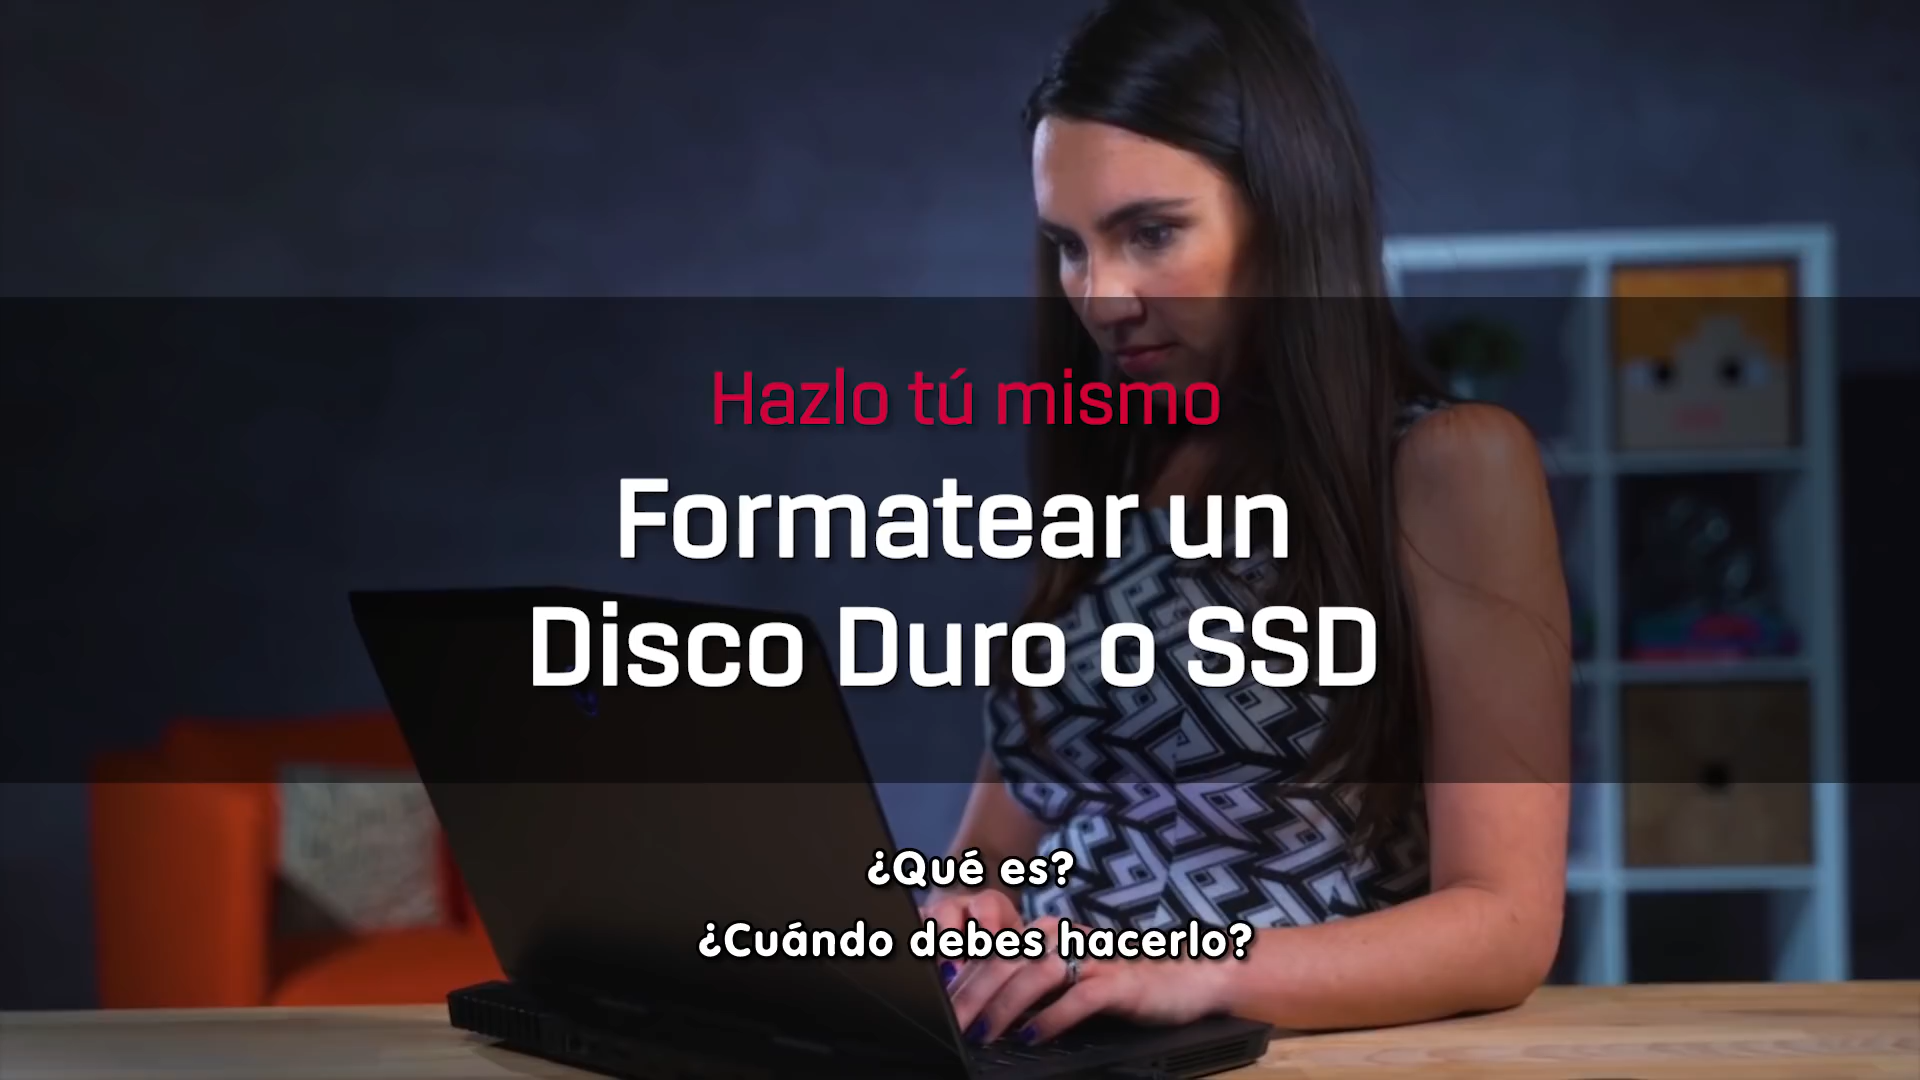 Hazlo tú mismo
Formatear un
Disco Duro o SSD
¿Qué es?
¿Cuándo debes hacerlo?